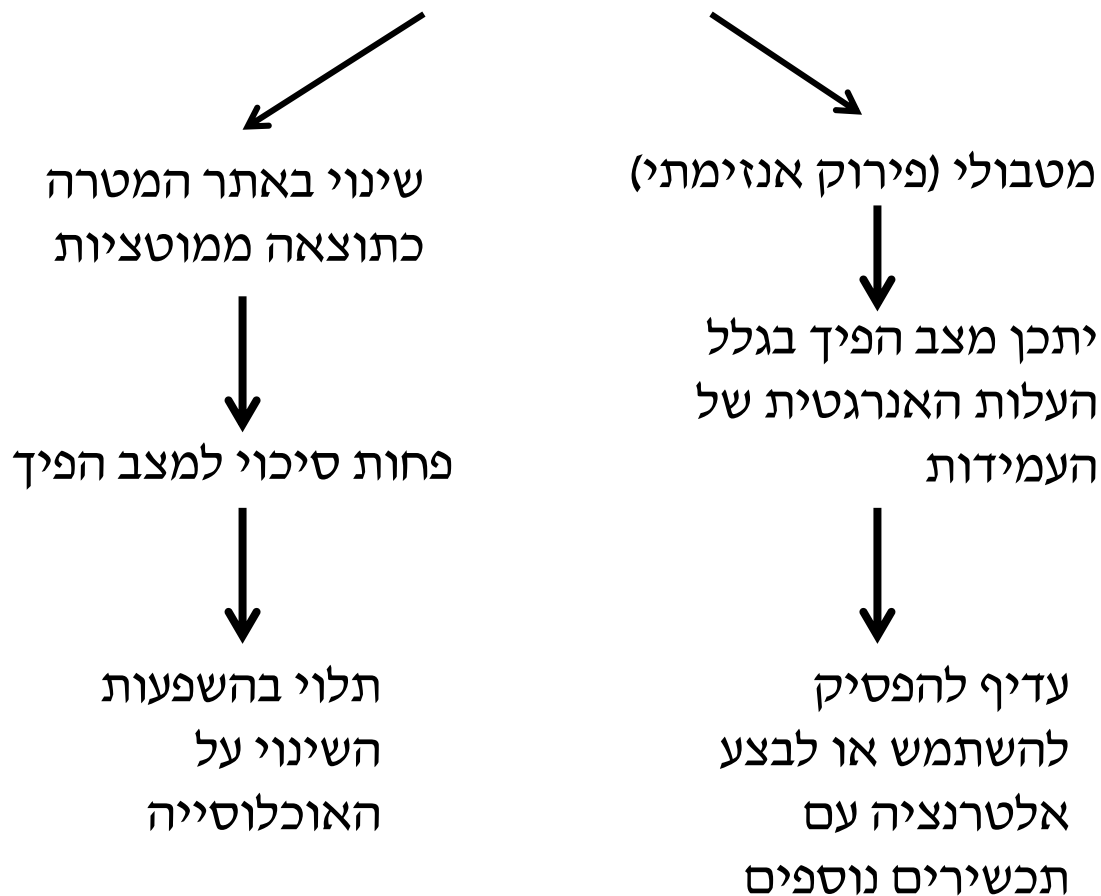 מטבולי (פירוק אנזימתי)
יתכן מצב הפיך בגלל
העלות האנרגטית של
העמידות
עדיף להפסיק
להשתמש או לבצע
אלטרנציה עם
תכשירים נוספים
שינוי באתר המטרה
כתוצאה ממוטציות
פחות סיכוי למצב הפיך
תלוי בהשפעות
השינוי על
האוכלוסייה